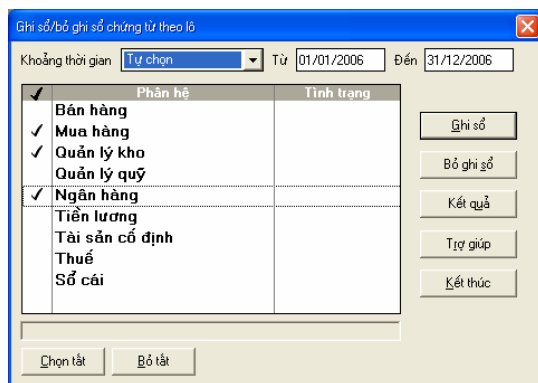 Ghi sổ/bỏ ghi sổ chứng từ theo lô
Khoảng thời gian Tự chọn Từ 01/01/2006 Đến 31/12/2006
Phân hệ Tình trạng
Bán hàng
Mua hàng
Quản lý kho
Quản lý quỹ
Ngân hàng
Tiền lương
Tài sản cố định
Thuế
Sổ cái
Ghi sổ
Bỏ ghi sổ
Kết quả
Trợ giúp
Kết thúc
Chọn tất Bỏ tất